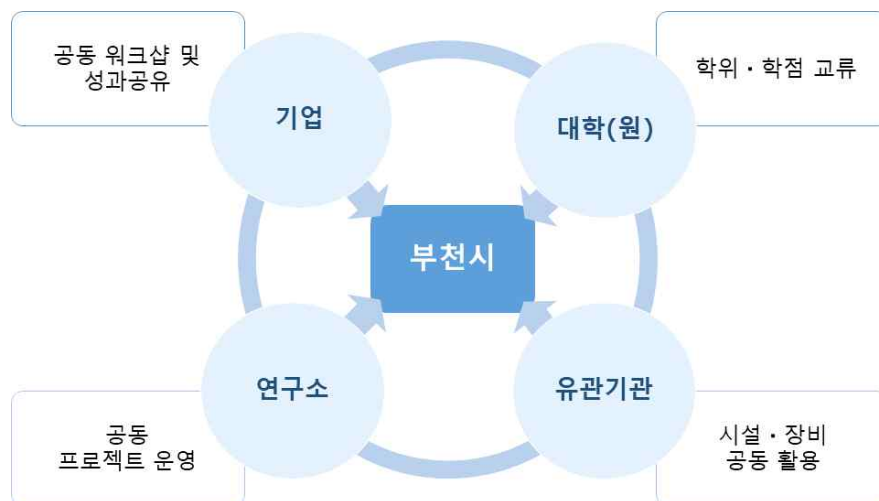 공동 워크샵 및
성과공유
기업
대학(원)
학위·학점 교류
부천시
연구소
유관기관
공동
프로젝트 운영
시설·장비
공동 활용